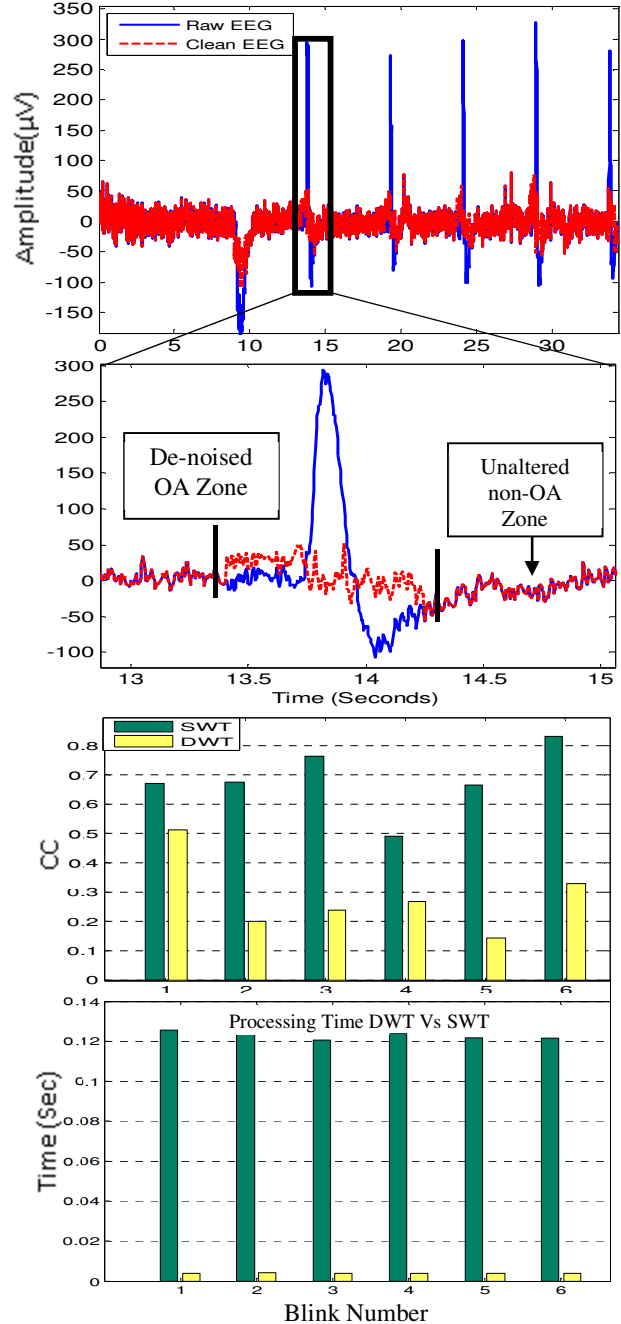 350
300
250
200
150
100
50
0
-50
-100
-150
Amplitude(µV)
Raw EEG
Clean EEG
0 5 10 15 20 25 30
300
250
200
150
100
50
0
-50
-100
De-noised
OA Zone
Unaltered
non-OA
Zone
13 13.5 14 14.5 15
Time (Seconds)
SWT
DWT
0.8
0.7
0.6
0.5
0.4
0.3
0.2
0.1
0
CC
1 2 3 4 5 6
0.14
0.12
0.1
0.08
0.06
0.04
0.02
0
Time(Sec)
Processing Time DWT Vs SWT
1 2 3 4 5 6
Blink Number